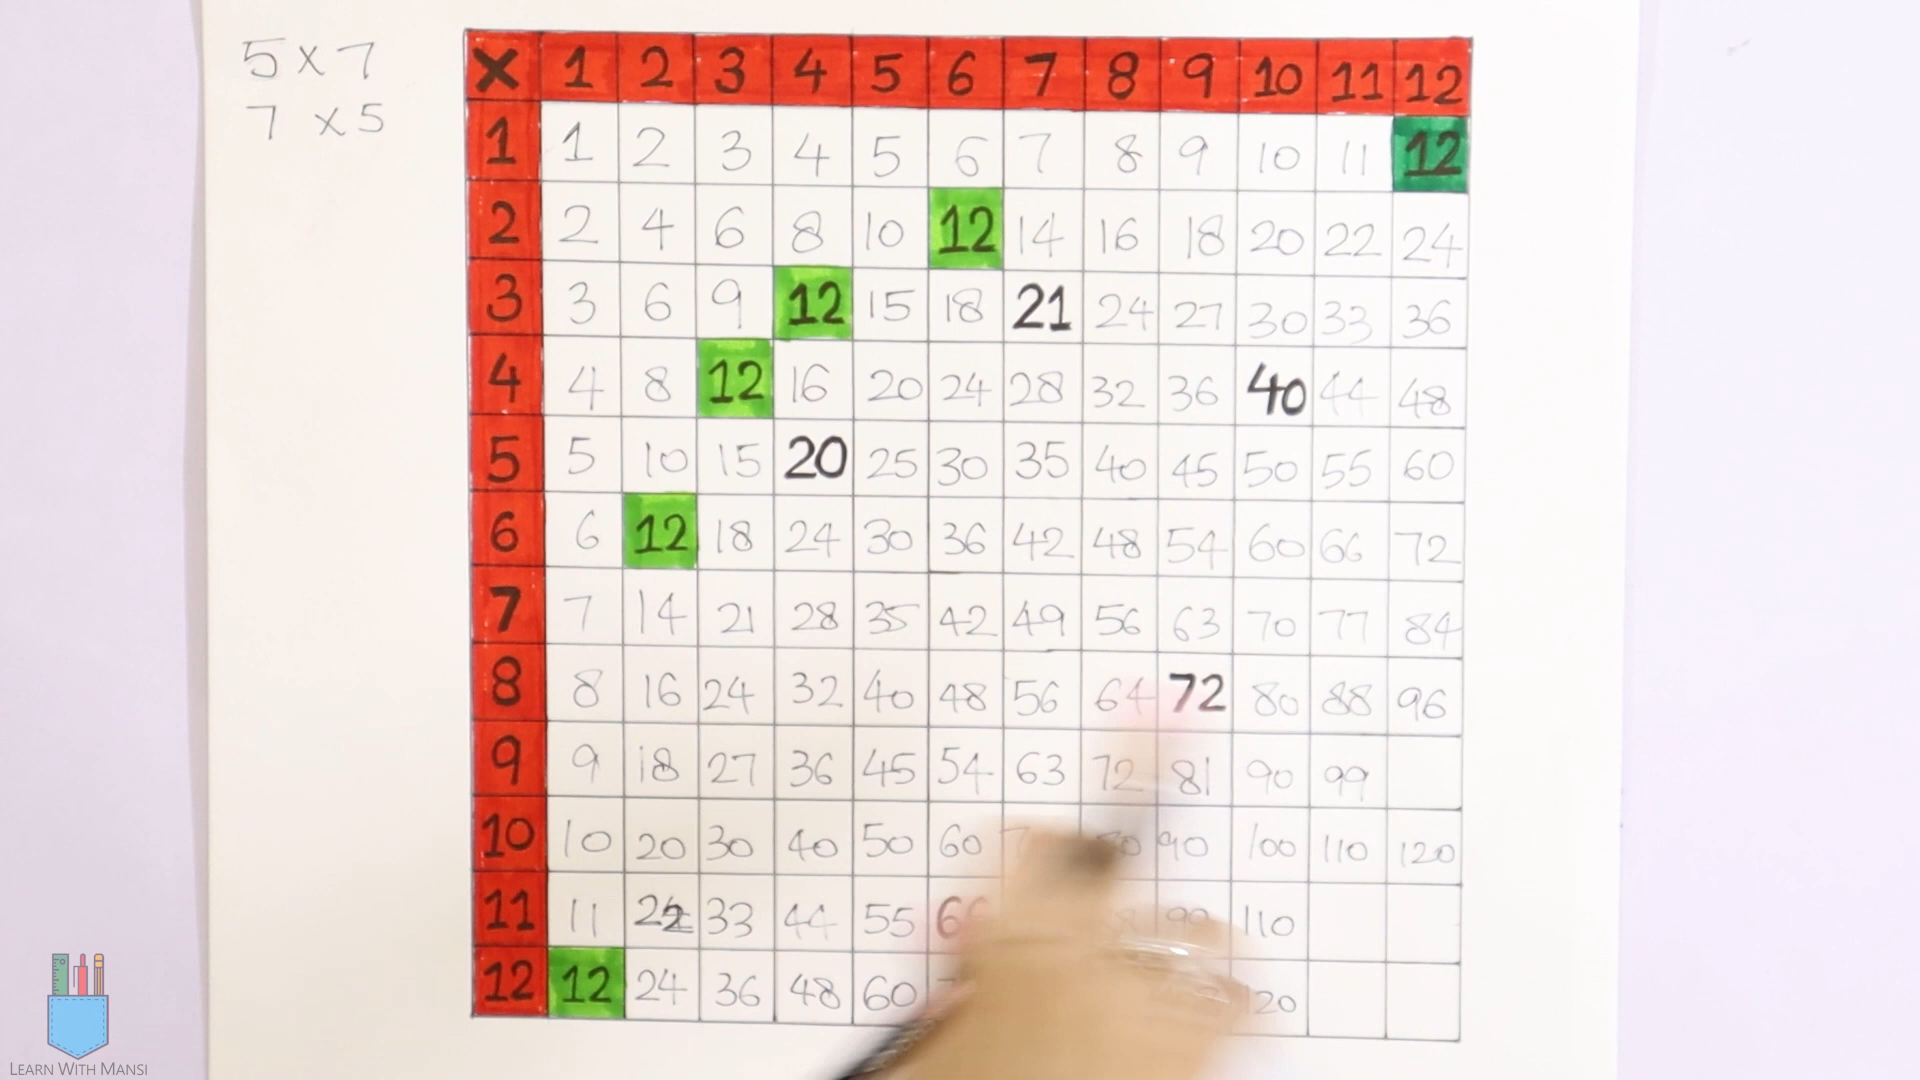 5 x 7
7 x 5
X 1 2 3 4 5 6 7 8 9 10 11 12
1 1 2 3 4 5 6 7 8 9 10 11 12
2 2 4 6 8 10 12 14 16 18 20 22 24
3 3 6 9 12 15 18 21 24 27 30 33 36
4 4 8 12 16 20 24 28 32 36 40 44 48
5 5 10 15 20 25 30 35 40 45 50 55 60
6 6 12 18 24 30 36 42 48 54 60 66 72
7 7 14 21 28 35 42 49 56 63 70 77 84
8 8 16 24 32 40 48 56 64 72 80 88 96
9 9 18 27 36 45 54 63 72 81 90 99
10 10 20 30 40 50 60 90 100 110 120
11 11 22 33 44 55 66 99 110
12 12 24 36 48 60 120
LEARN WITH MANSI